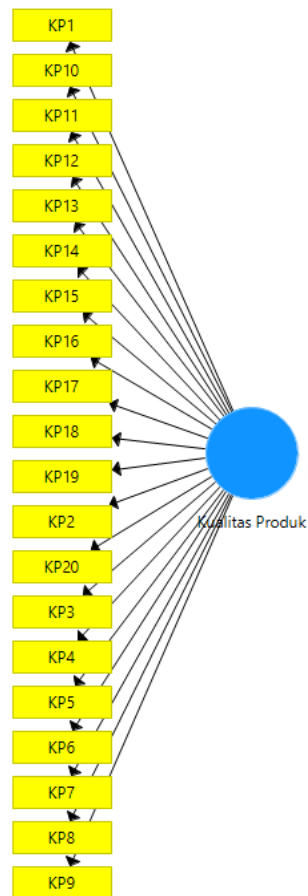 KP1
KP10
KP11
KP12
KP13
KP14
KP15
KP16
KP17
KP18
KP19
KP2
Kualitas Produk
KP20
KP3
KP4
KP5
KP6
KP7
KP8
KP9